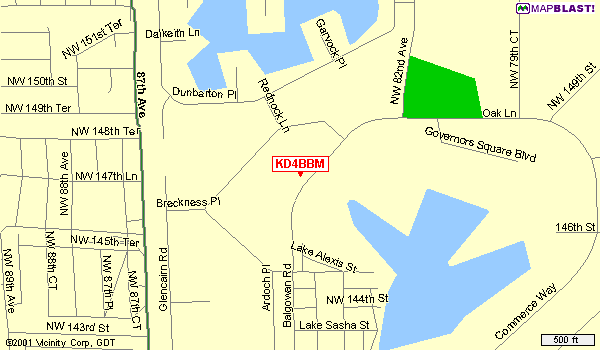 MAPBLAST!
NW 151st Ter
Dalkeith Ln
Garvock Pl
NW 82nd Ave
NW 79th CT
NW 150th St
87th Ave
Dunbarton Pl
Rednock Ln
NW 149th St
NW 149th Ter
Oak Ln
NW 148th Ter
Governors Square Blvd
KD4BBM
NW 88th Ave
NW 147th Ln
Breckness Pl
146th St
NW 145th Ter
Lake Alexis St
NW 89th Ave
NW 88th CT
NW 87th Pl
NW 87th CT
Glencairn Rd
Ardoch Pl
Balgowan Rd
NW 144th St
Commerce Way
NW 143rd St
Lake Sasha St
©2001 Vicinity Corp, GDT
500 ft